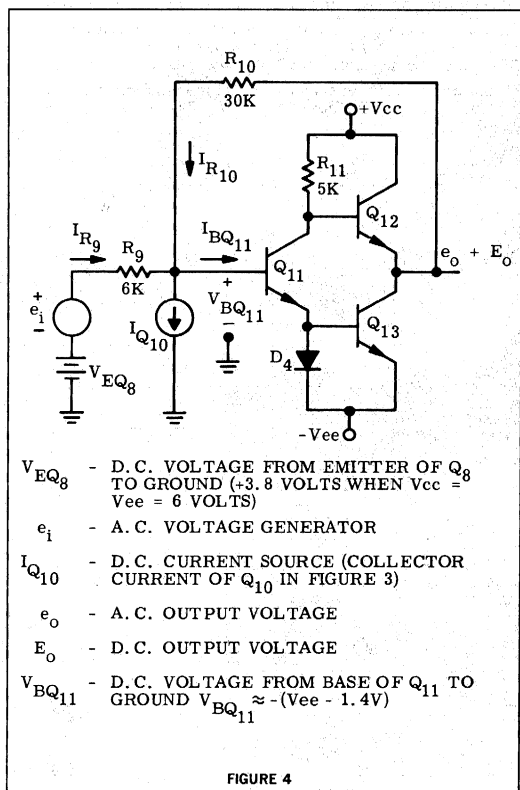 R10
30K
+Vcc
IR10
R11
5K
Q12
IR9
R9
6K
IBQ11
Q11
eo + Eo
+
ei
-
+
VBQ11
-
IQ10
Q13
D4
VEQ8
-Vee
VEQ8 - D.C. VOLTAGE FROM EMITTER OF Q8
TO GROUND (+3.8 VOLTS WHEN Vcc =
Vee = 6 VOLTS)
ei - A.C. VOLTAGE GENERATOR
IQ10 - D.C. CURRENT SOURCE (COLLECTOR
CURRENT OF Q10 IN FIGURE 3)
eo - A.C. OUTPUT VOLTAGE
Eo - D.C. OUTPUT VOLTAGE
VBQ11 - D.C. VOLTAGE FROM BASE OF Q11 TO
GROUND VBQ11 ≈ -(Vee - 1.4V)
FIGURE 4